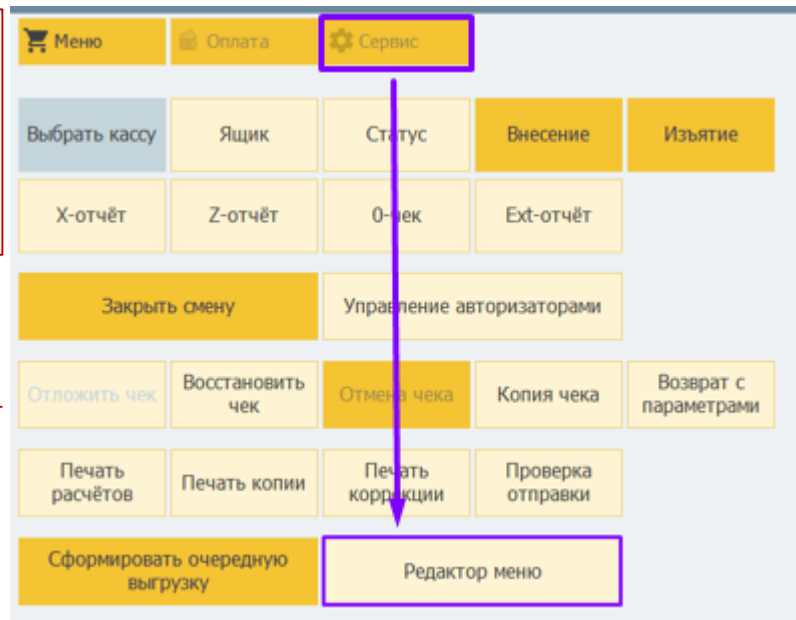 Меню
Оплата
Сервис
Выбрать кассу
Ящик
Статус
Внесение
Изъятие
X-отчёт
Z-отчёт
0-чек
Ext-отчёт
Закрыть смену
Управление авторизаторами
Отложить чек
Восстановить
чек
Отмена чека
Копия чека
Возврат с
параметрами
Печать
расчётов
Печать копии
Печать
коррекции
Проверка
отправки
Сформировать очередную
выгрузку
Редактор меню